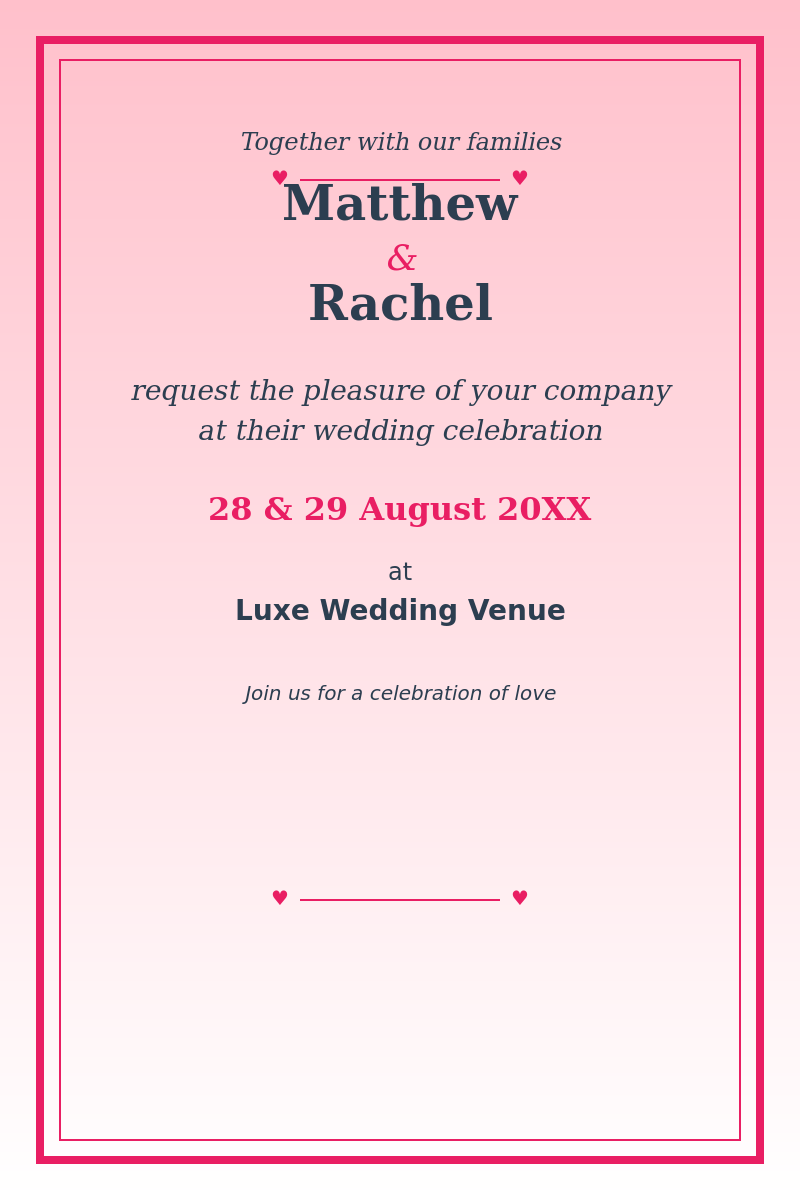 Together with our families
♥ ♥
Matthew
&
Rachel
request the pleasure of your company
at their wedding celebration
28 & 29 August 20XX
at
Luxe Wedding Venue
Join us for a celebration of love
♥ ♥